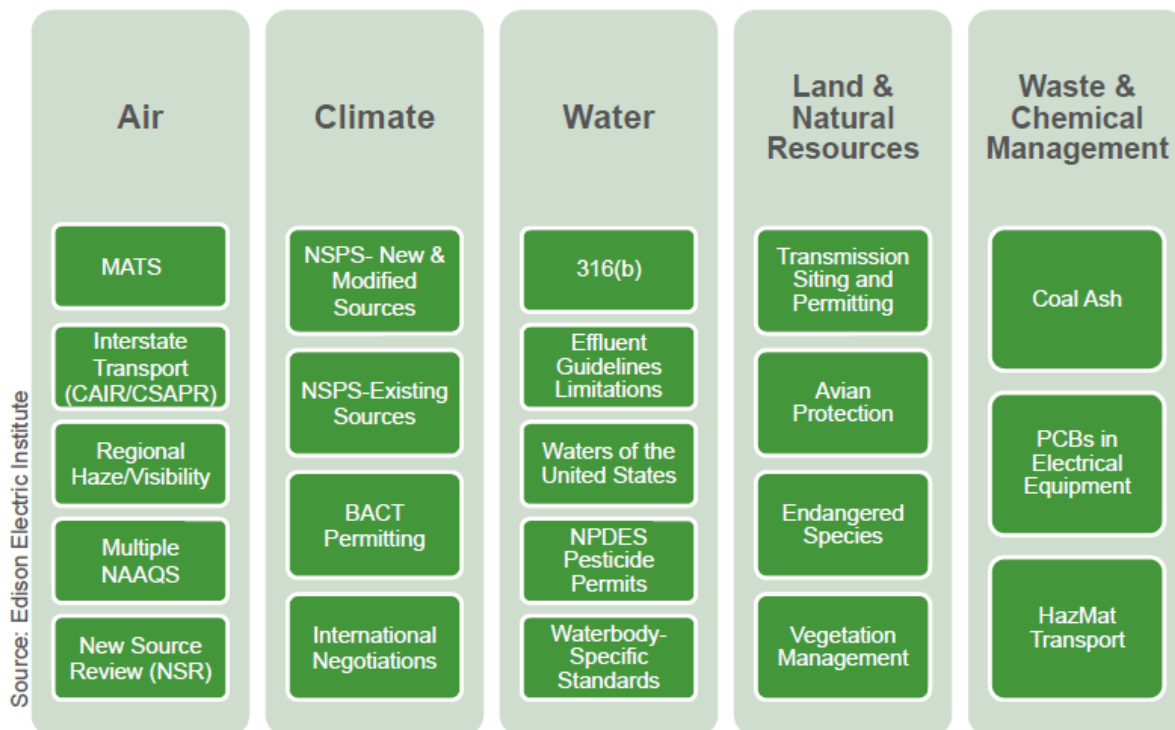 Air
MATS
Interstate
Transport
(CAIR/CSAPR)
Regional
Haze/Visibility
Multiple
NAAQS
New Source
Review (NSR)
Climate
NSPS- New &
Modified
Sources
NSPS-Existing
Sources
BACT
Permitting
International
Negotiations
Water
316(b)
Effluent
Guidelines
Limitations
Waters of the
United States
NPDES
Pesticide
Permits
Waterbody-
Specific
Standards
Land &
Natural
Resources
Transmission
Siting and
Permitting
Avian
Protection
Endangered
Species
Vegetation
Management
Waste &
Chemical
Management
Coal Ash
PCBs in
Electrical
Equipment
HazMat
Transport
Source: Edison Electric Institute